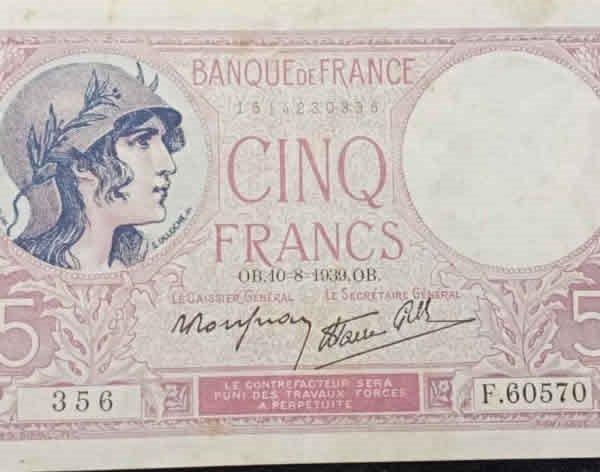 BANQUE DE FRANCE
1514230356
CINQ
FRANCS
OB.10-8-1939.OB.
LE CAISSIER GÉNÉRAL LE SECRÉTAIRE GÉNÉRAL
5 5
356 F.60570
LE CONTREFACTEUR SERA
PUNI DES TRAVAUX FORCÉS
A PERPÉTUITÉ